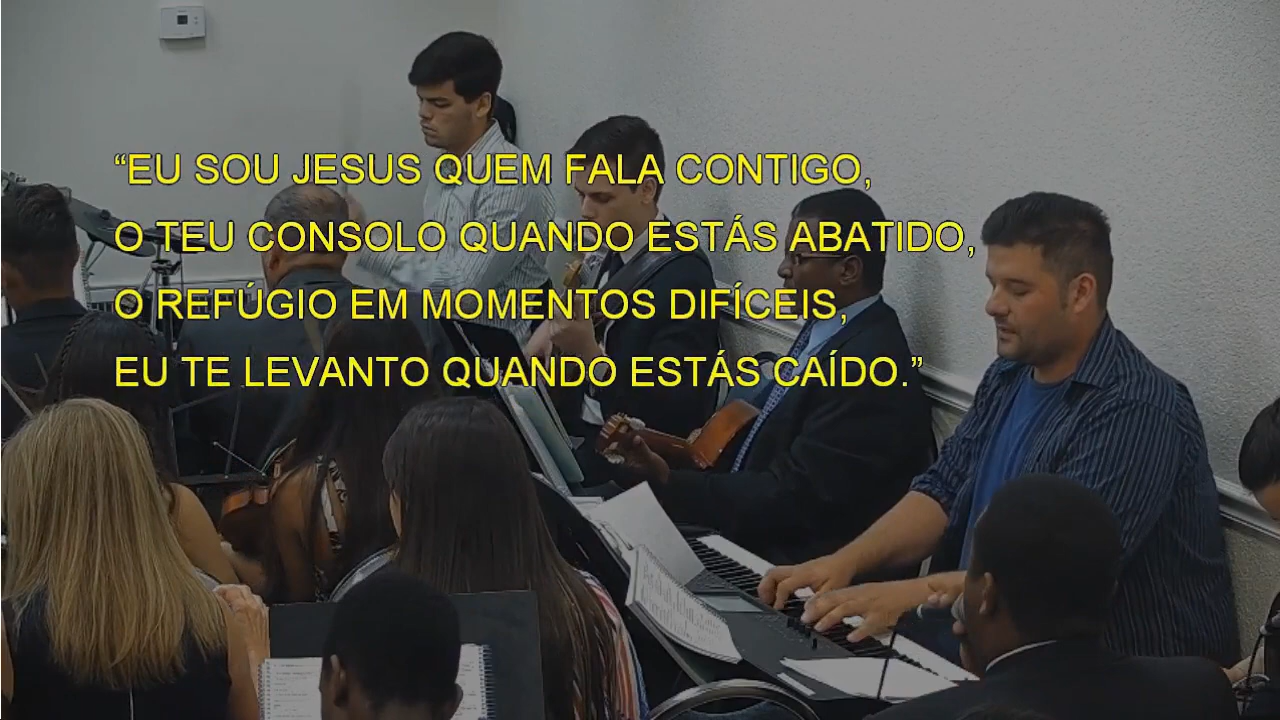 “EU SOU JESUS QUEM FALA CONTIGO,
O TEU CONSOLO QUANDO ESTÁS ABATIDO,
O REFÚGIO EM MOMENTOS DIFÍCEIS,
EU TE LEVANTO QUANDO ESTÁS CAÍDO.”